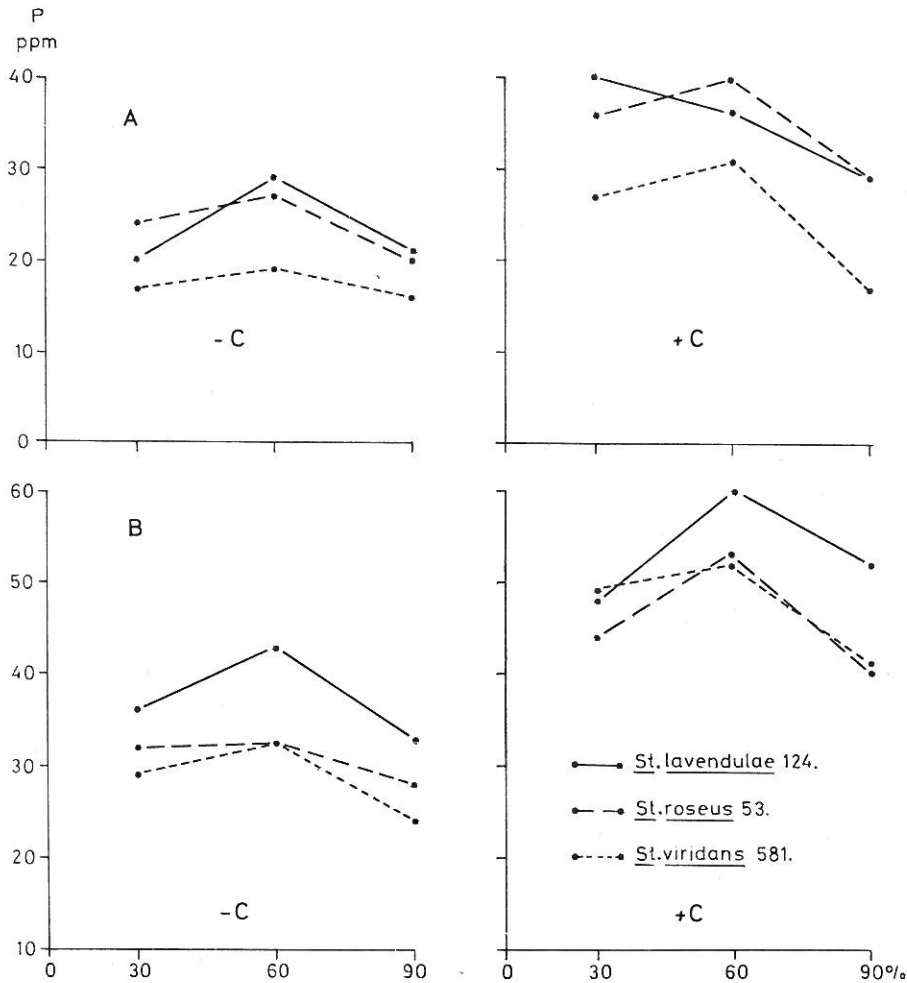 P
ppm
40
A
30
20
10
- C
+ C
0
60
B
50
40
30
20
10
-C
+C
St. lavendulae 124.
St. roseus 53.
St. viridans 581.
0 30 60 90
0 30 60 90%